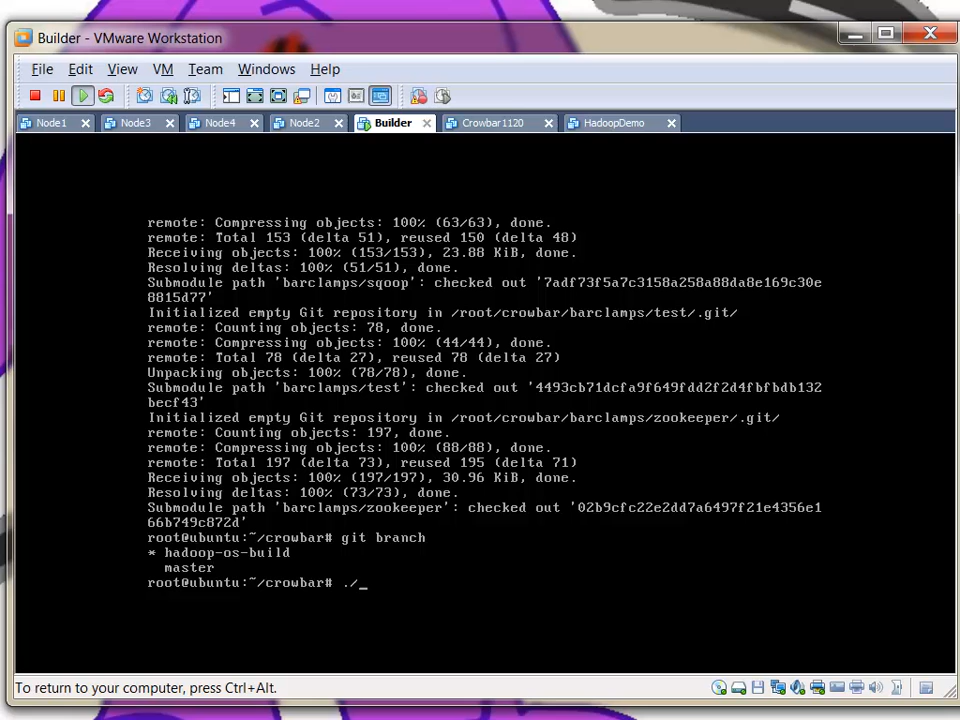 Builder - VMware Workstation
File Edit View VM Team Windows Help
Node1 Node3 Node4 Node2 Builder Crowbar1120 HadoopDemo
remote: Compressing objects: 100% (63/63), done.
remote: Total 153 (delta 51), reused 150 (delta 48)
Receiving objects: 100% (153/153), 23.88 KiB, done.
Resolving deltas: 100% (51/51), done.
Submodule path 'barclamps/sqoop': checked out '7adf73f5a7c3158a258a88da8e169c30e
8815d77'
Initialized empty Git repository in /root/crowbar/barclamps/test/.git/
remote: Counting objects: 78, done.
remote: Compressing objects: 100% (44/44), done.
remote: Total 78 (delta 27), reused 78 (delta 27)
Unpacking objects: 100% (78/78), done.
Submodule path 'barclamps/test': checked out '4493cb71dcfa9f649fdd2f2d4fbfbdb132
becf43'
Initialized empty Git repository in /root/crowbar/barclamps/zookeeper/.git/
remote: Counting objects: 197, done.
remote: Compressing objects: 100% (88/88), done.
remote: Total 197 (delta 73), reused 195 (delta 71)
Receiving objects: 100% (197/197), 30.96 KiB, done.
Resolving deltas: 100% (73/73), done.
Submodule path 'barclamps/zookeeper': checked out '02b9cfc22e2dd7a6497f21e4356e1
66b749c872d'
root@ubuntu:~/crowbar# git branch
* hadoop-os-build
  master
root@ubuntu:~/crowbar# ./_
To return to your computer, press Ctrl+Alt.